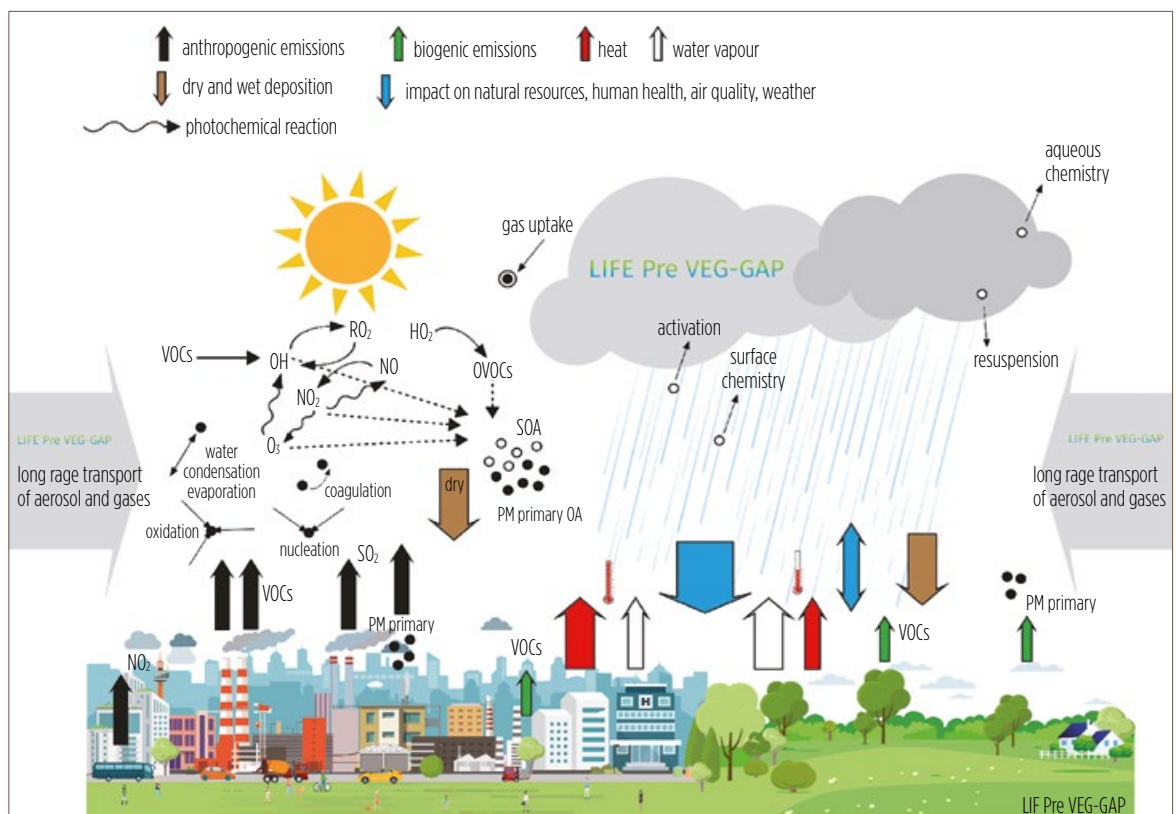 anthropogenic emissions
biogenic emissions
heat
water vapour
dry and wet deposition
impact on natural resources, human health, air quality, weather
photochemical reaction
aqueous
chemistry
gas uptake
LIFE Pre VEG-GAP
activation
surface
chemistry
resuspension
RO₂
HO₂
VOCs
OH
NO
OVOCs
NO₂
O₃
SOA
LIFE Pre VEG-GAP
long rage transport
of aerosol and gases
water
condensation
evaporation
coagulation
dry
PM primary OA
oxidation
nucleation
LIFE Pre VEG-GAP
long rage transport
of aerosol and gases
VOCs
SO₂
PM primary
NO₂
VOCs
VOCs
PM primary
H
LIF Pre VEG-GAP